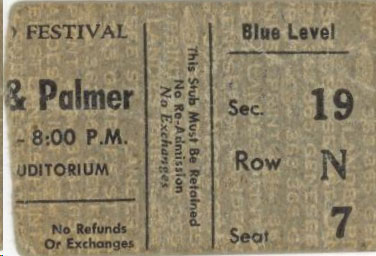 FESTIVAL
& Palmer
- 8:00 P.M.
UDITORIUM
No Refunds
Or Exchanges
This Stub Must Be Retained
No Re-Admission
No Exchanges
Blue Level
Sec. 19
Row N
Seat 7